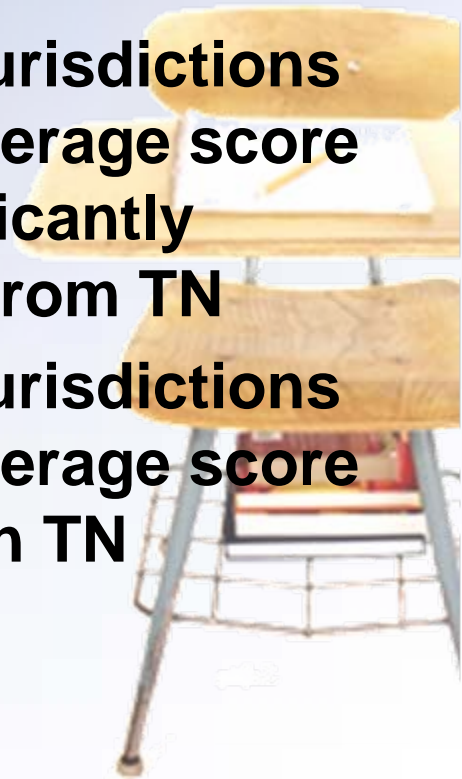 urisdictions
erage score
icantly
rom TN
urisdictions
erage score
n TN